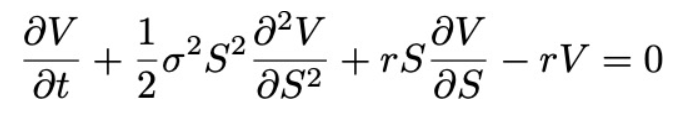 ∂V/∂t + 1/2 σ²S² ∂²V/∂S² + rS ∂V/∂S − rV = 0